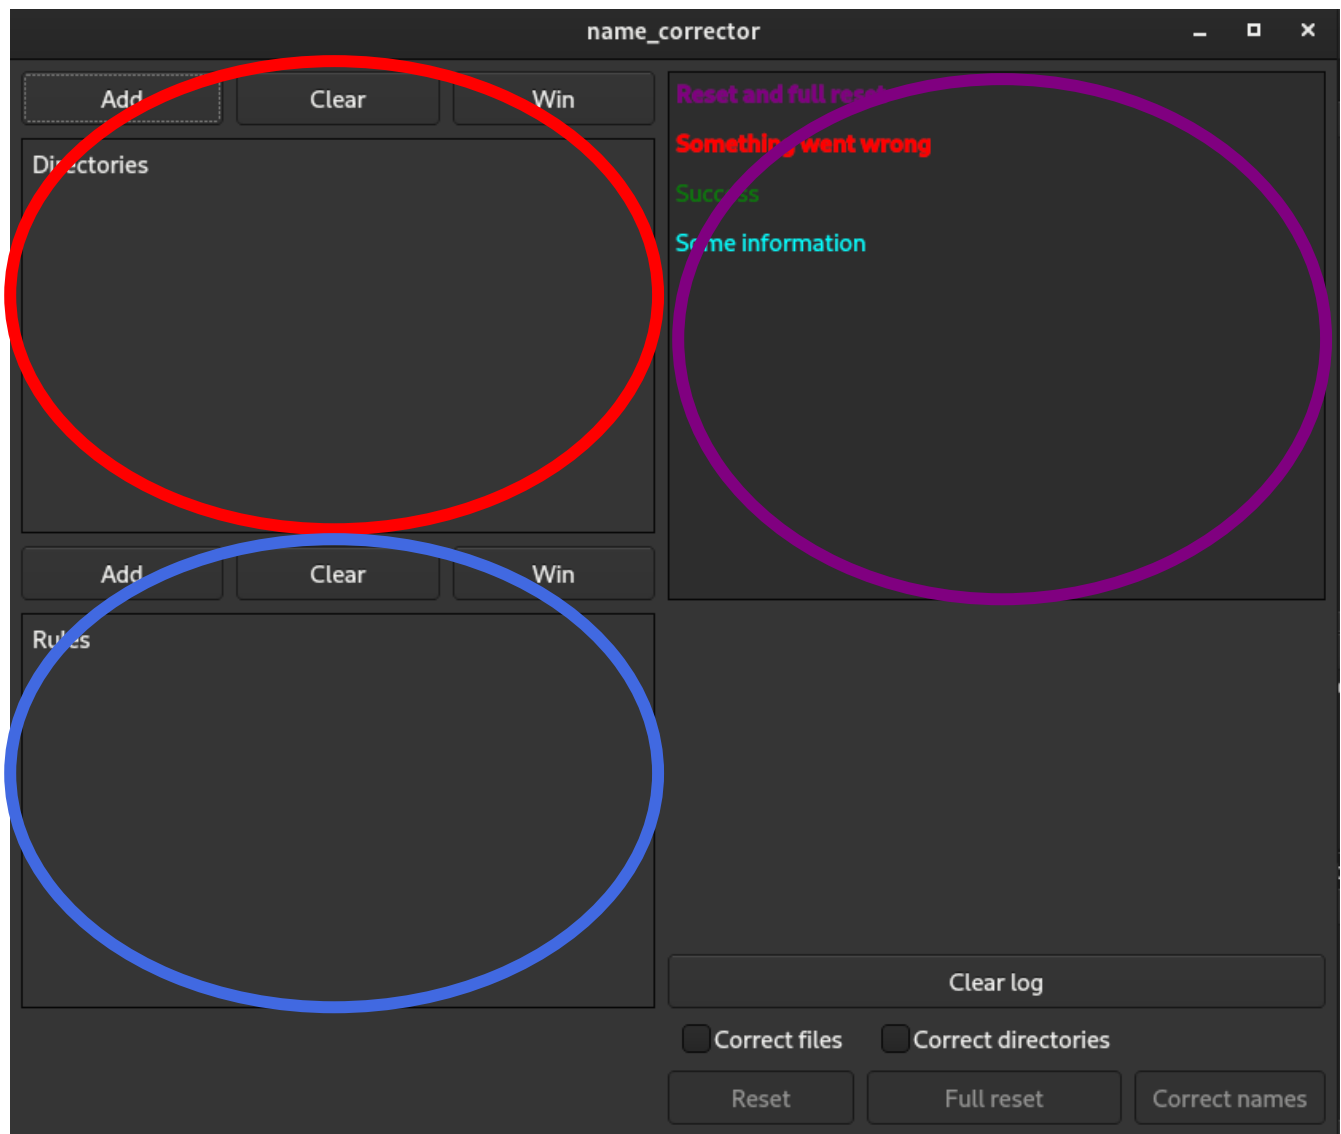 name_corrector
Add Clear Win
Directories
Add Clear Win
Rules
Reset and full reset
Something went wrong
Success
Some information
Clear log
Correct files Correct directories
Reset Full reset Correct names